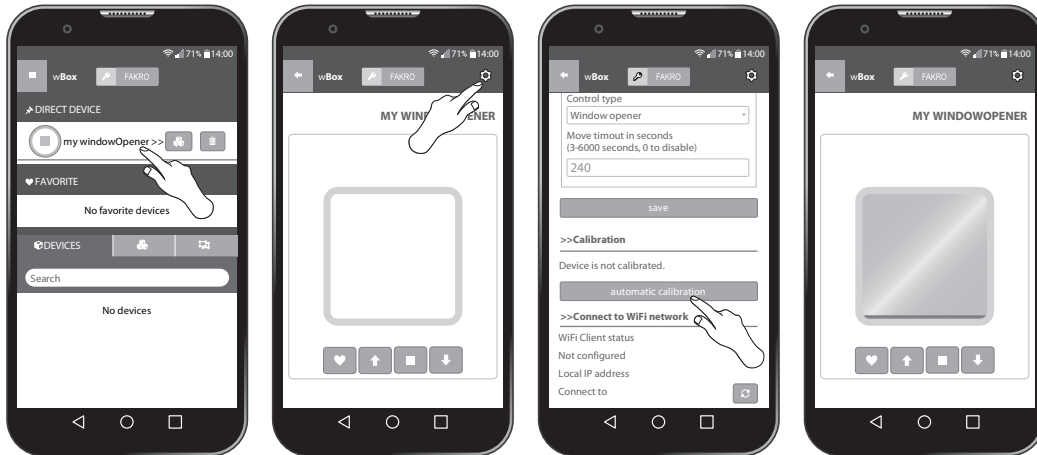 71% 14:00
wBox FAKRO
DIRECT DEVICE
my windowOpener >>
FAVORITE
No favorite devices
DEVICES
Search
No devices
71% 14:00
wBox FAKRO
MY WIN ENER
71% 14:00
wBox FAKRO
Control type
Window opener
Move timout in seconds
(3-6000 seconds, 0 to disable)
240
save
>>Calibration
Device is not calibrated.
automatic calibration
>>Connect to WiFi network
WiFi Client status
Not configured
Local IP address
Connect to
71% 14:00
wBox FAKRO
MY WINDOWOPENER